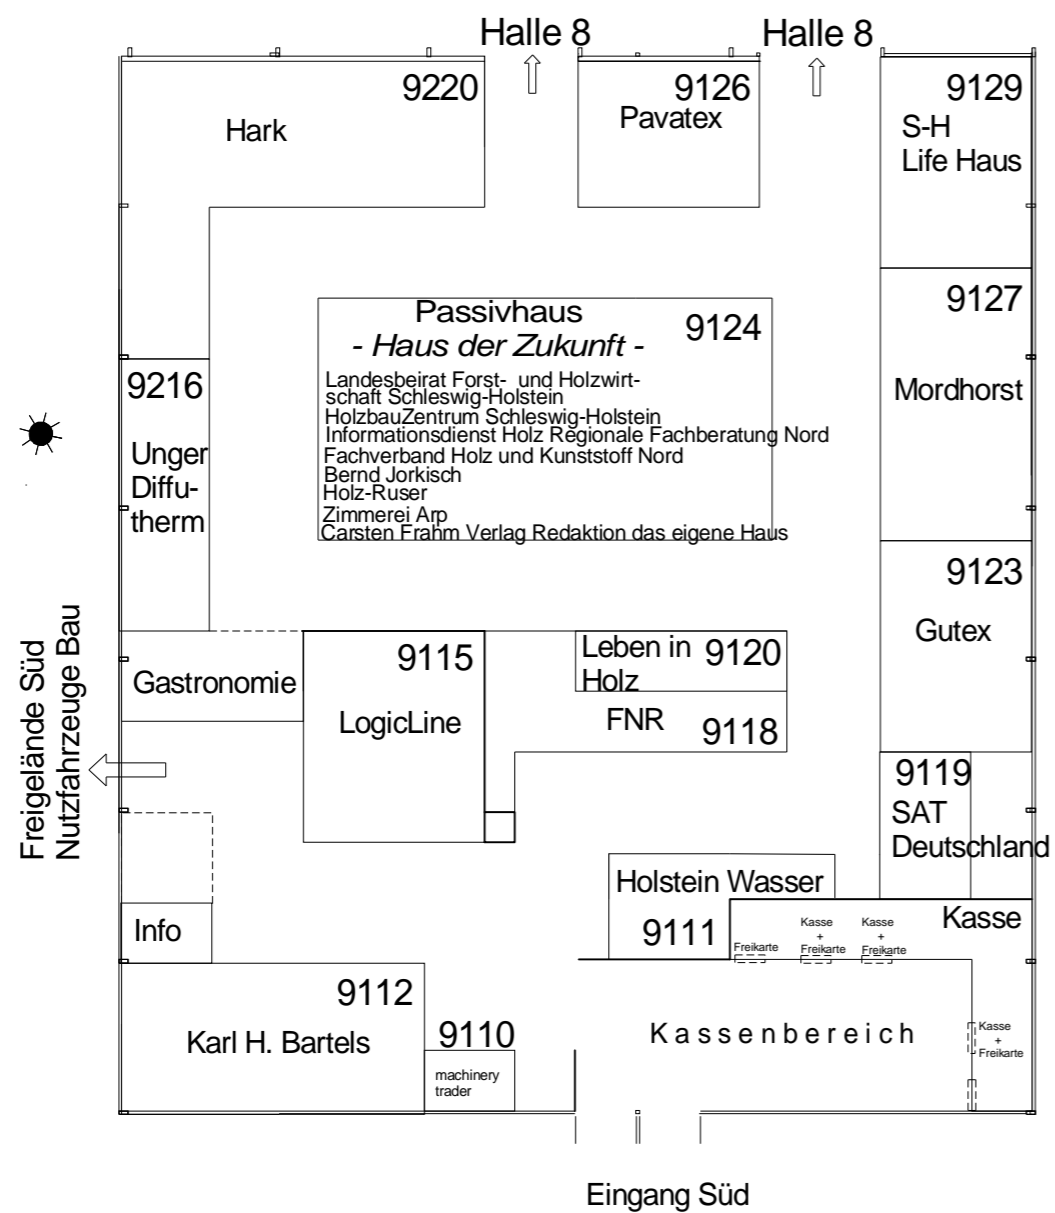 Halle 8
Halle 8
9220
Hark
9126
Pavatex
9129
S-H
Life Haus
Passivhaus
- Haus der Zukunft -
9124
Landesbeirat Forst- und Holzwirt-
schaft Schleswig-Holstein
HolzbauZentrum Schleswig-Holstein
Informationsdienst Holz Regionale Fachberatung Nord
Fachverband Holz und Kunststoff Nord
Bernd Jorkisch
Holz-Ruser
Zimmerei Arp
Carsten Frahm Verlag Redaktion das eigene Haus
9127
Mordhorst
9216
Unger
Diffu-
therm
9123
Gutex
Freigelände Süd
Nutzfahrzeuge Bau
Gastronomie
9115
LogicLine
Leben in
Holz
9120
FNR
9118
9119
SAT
Deutschland
Holstein Wasser
9111
Kasse
Freikarte
Kasse
+
Freikarte
Kasse
+
Freikarte
Info
9112
Karl H. Bartels
9110
machinery
trader
Kassenbereich
Kasse
+
Freikarte
Eingang Süd